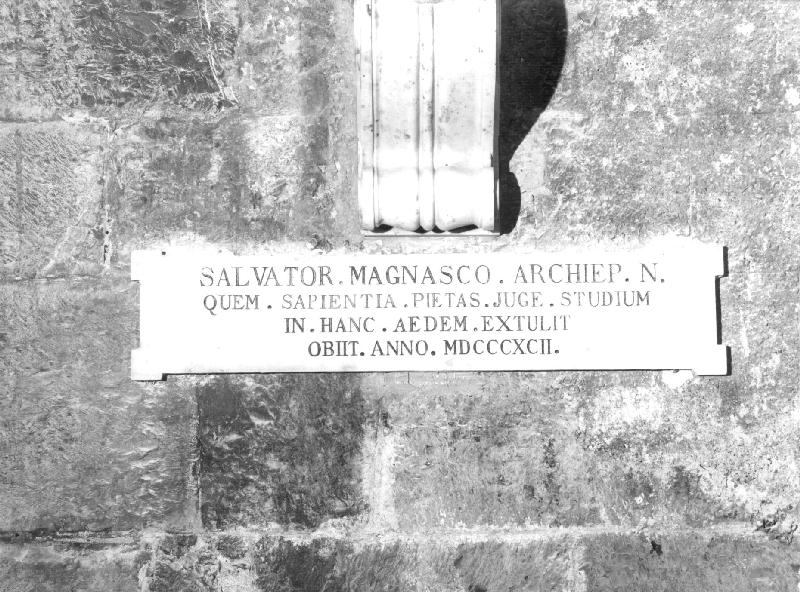 SALVATOR.MAGNASCO.ARCHIEP.N.
QUEM.SAPIENTIA.PIETAS.JUGE.STUDIUM
IN.HANC.AEDEM.EXTULIT
OBIIT.ANNO.MDCCCXCII.